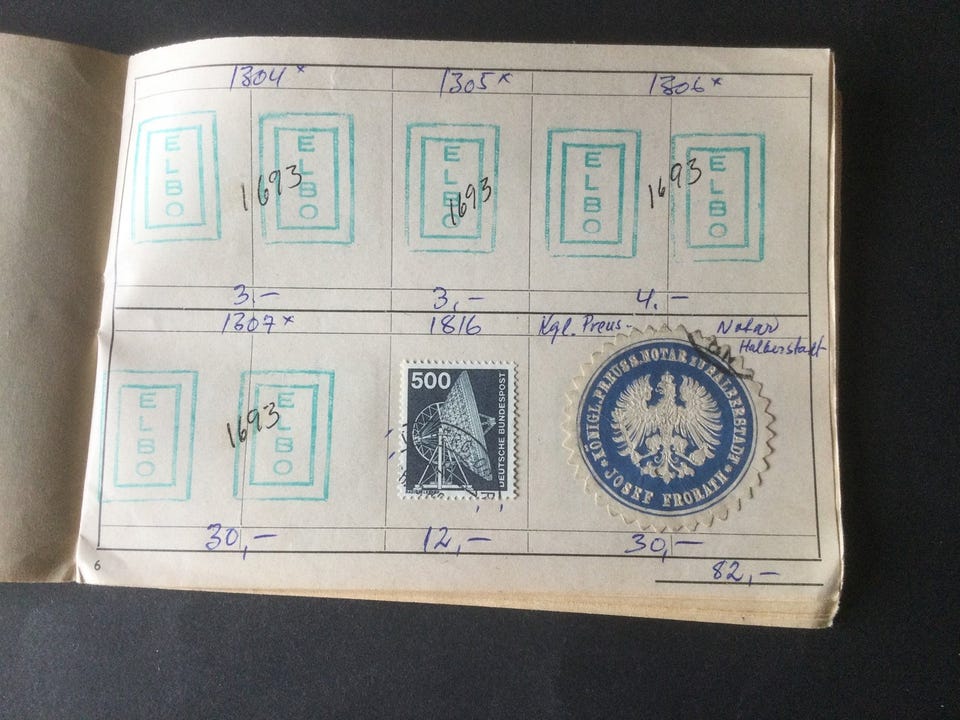 1304×
1305×
1306×
ELBO
1693
ELBO
ELBO
1693
ELBO
1693
ELBO
3,-
3,-
4.-
1307×
1816
Kgl. Preus.-
Notar
Halberstadt
ELBO
1693
ELBO
500
DEUTSCHE BUNDESPOST
KÖNIGL. PREUSS. NOTAR ZU HALBERSTADT
* JOSEF FRORATH *
30,-
12,-
30,-
6
82,-